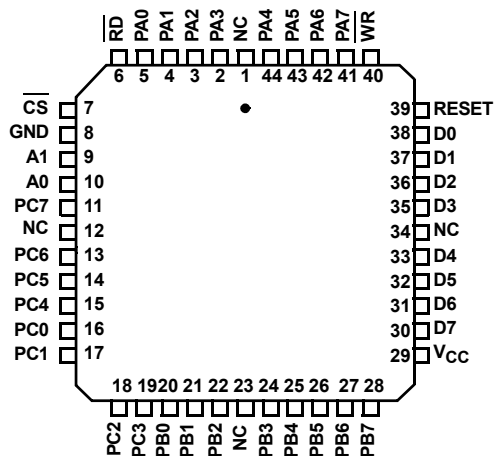 RD PA0 PA1 PA2 PA3 NC PA4 PA5 PA6 PA7 WR
6 5 4 3 2 1 44 43 42 41 40
CS 7 39 RESET
GND 8 38 D0
A1 9 37 D1
A0 10 36 D2
PC7 11 35 D3
NC 12 34 NC
PC6 13 33 D4
PC5 14 32 D5
PC4 15 31 D6
PC0 16 30 D7
PC1 17 29 VCC
18 19 20 21 22 23 24 25 26 27 28
PC2 PC3 PB0 PB1 PB2 NC PB3 PB4 PB5 PB6 PB7